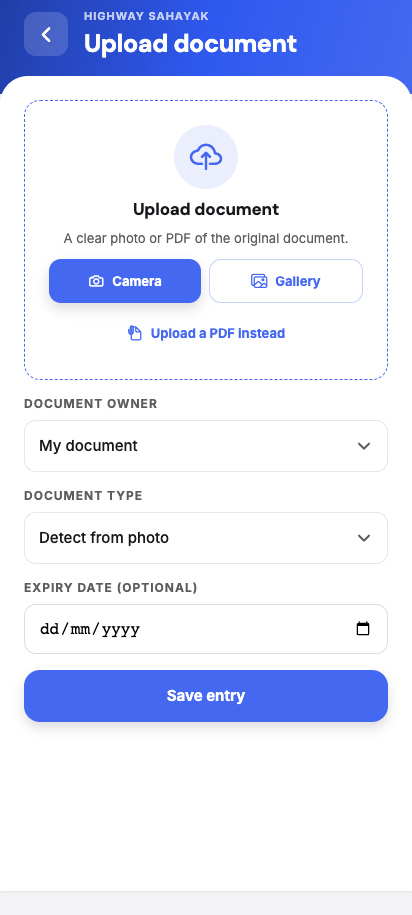 HIGHWAY SAHAYAK
Upload document
Upload document
A clear photo or PDF of the original document.
Camera
Gallery
Upload a PDF instead
DOCUMENT OWNER
My document
DOCUMENT TYPE
Detect from photo
EXPIRY DATE (OPTIONAL)
dd/mm/yyyy
Save entry